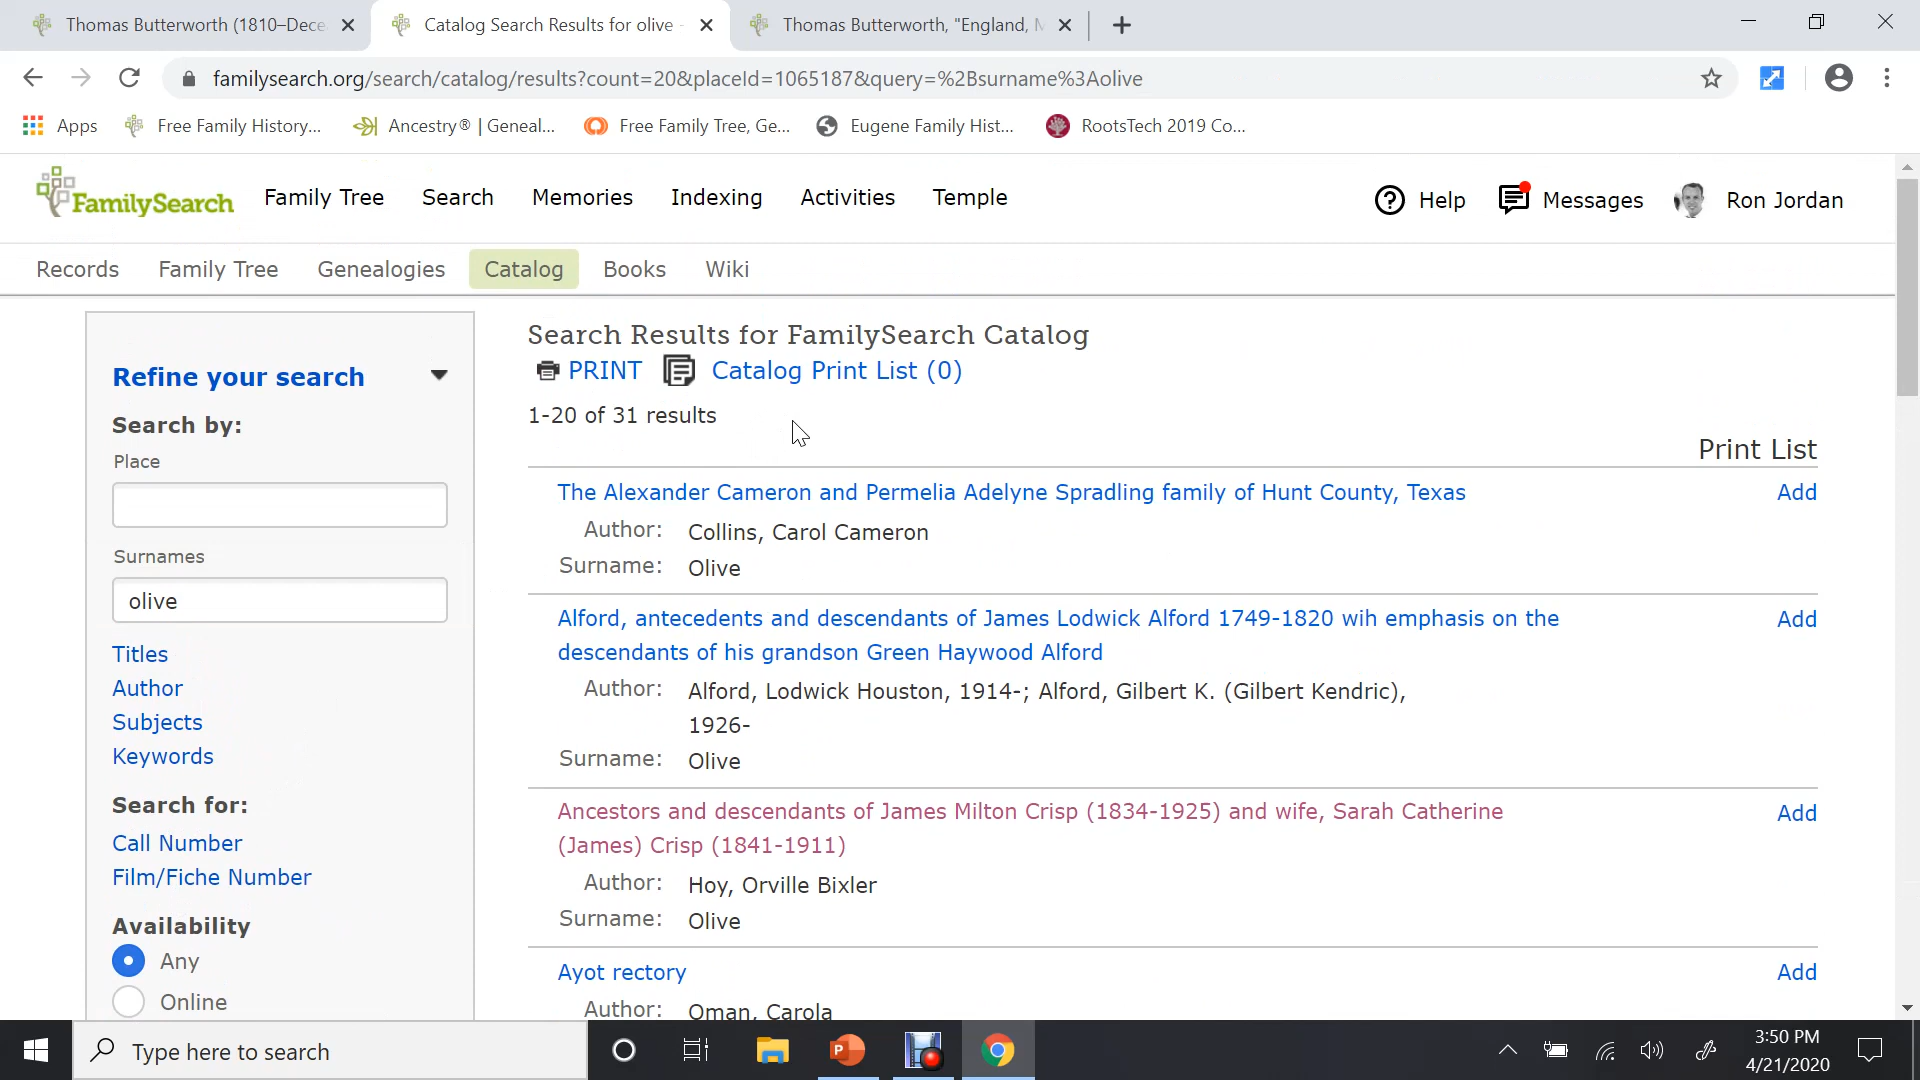 Thomas Butterworth (1810–Dece
Catalog Search Results for olive -
Thomas Butterworth, "England, M
familysearch.org/search/catalog/results?count=20&placeId=1065187&query=%2Bsurname%3Aolive
Apps
Free Family History...
Ancestry® | Geneal...
Free Family Tree, Ge...
Eugene Family Hist...
RootsTech 2019 Co...
FamilySearch
Family Tree
Search
Memories
Indexing
Activities
Temple
Help
Messages
Ron Jordan
Records
Family Tree
Genealogies
Catalog
Books
Wiki
Refine your search
Search by:
Place
Surnames
olive
Titles
Author
Subjects
Keywords
Search for:
Call Number
Film/Fiche Number
Availability
Any
Online
Search Results for FamilySearch Catalog
PRINT
Catalog Print List (0)
1-20 of 31 results
Print List
The Alexander Cameron and Permelia Adelyne Spradling family of Hunt County, Texas
Add
Author: Collins, Carol Cameron
Surname: Olive
Alford, antecedents and descendants of James Lodwick Alford 1749-1820 wih emphasis on the
Add
descendants of his grandson Green Haywood Alford
Author: Alford, Lodwick Houston, 1914-; Alford, Gilbert K. (Gilbert Kendric),
1926-
Surname: Olive
Ancestors and descendants of James Milton Crisp (1834-1925) and wife, Sarah Catherine
Add
(James) Crisp (1841-1911)
Author: Hoy, Orville Bixler
Surname: Olive
Ayot rectory
Add
Author: Oman, Carola
Type here to search
P
3:50 PM
4/21/2020